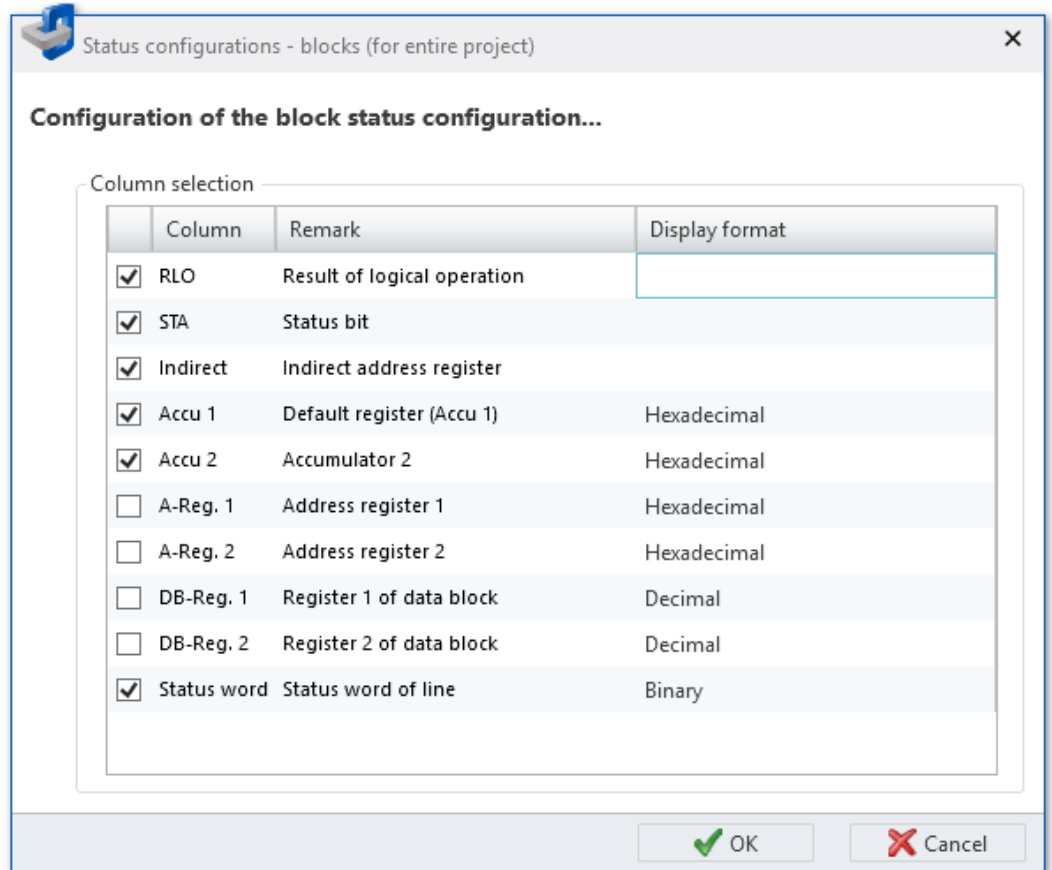 Status configurations - blocks (for entire project)
Configuration of the block status configuration...
Column selection
Column Remark Display format
RLO Result of logical operation
STA Status bit
Indirect Indirect address register
Accu 1 Default register (Accu 1) Hexadecimal
Accu 2 Accumulator 2 Hexadecimal
A-Reg. 1 Address register 1 Hexadecimal
A-Reg. 2 Address register 2 Hexadecimal
DB-Reg. 1 Register 1 of data block Decimal
DB-Reg. 2 Register 2 of data block Decimal
Status word Status word of line Binary
OK Cancel